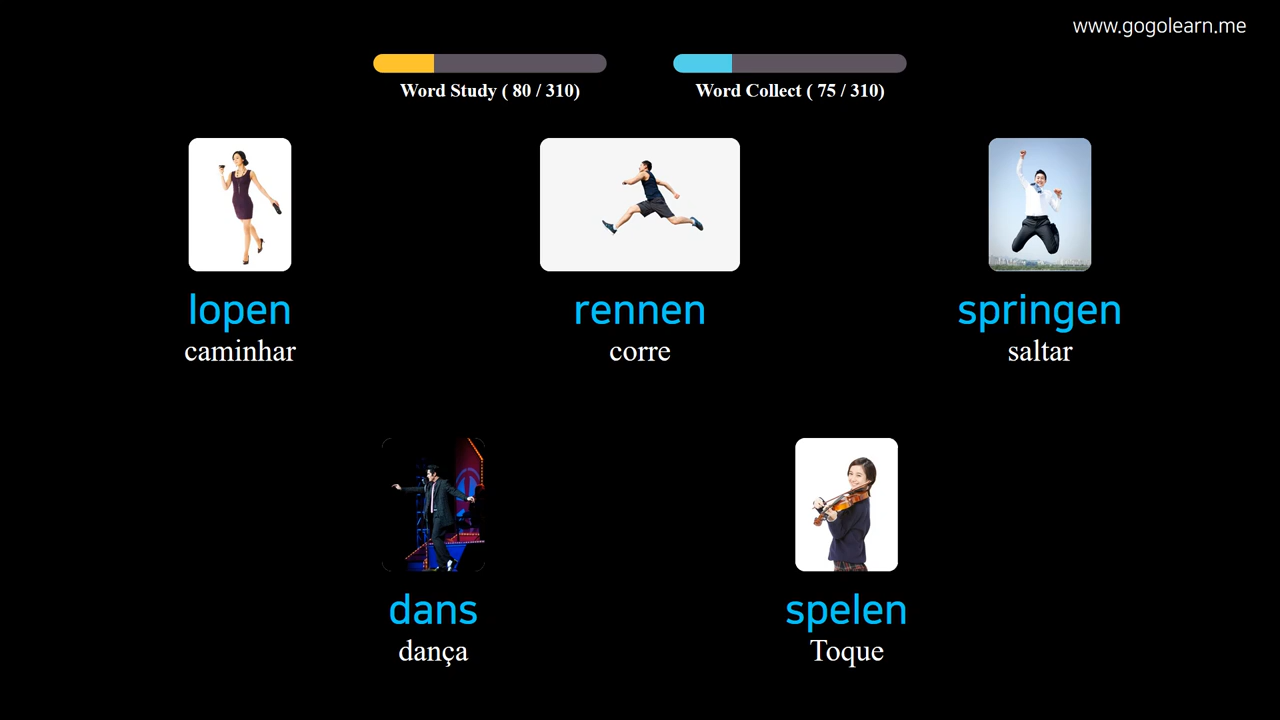 www.gogolearn.me
Word Study ( 80 / 310)
Word Collect ( 75 / 310)
lopen
caminhar
rennen
corre
springen
saltar
dans
dança
spelen
Toque